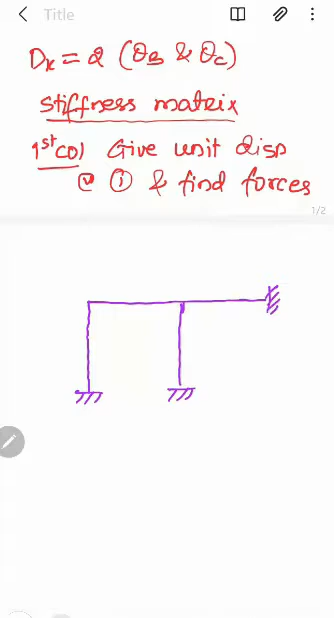 Title
Dk = 2 (θB & θC)
Stiffness matrix
1st col Give unit disp
@ ① & find forces
1/2